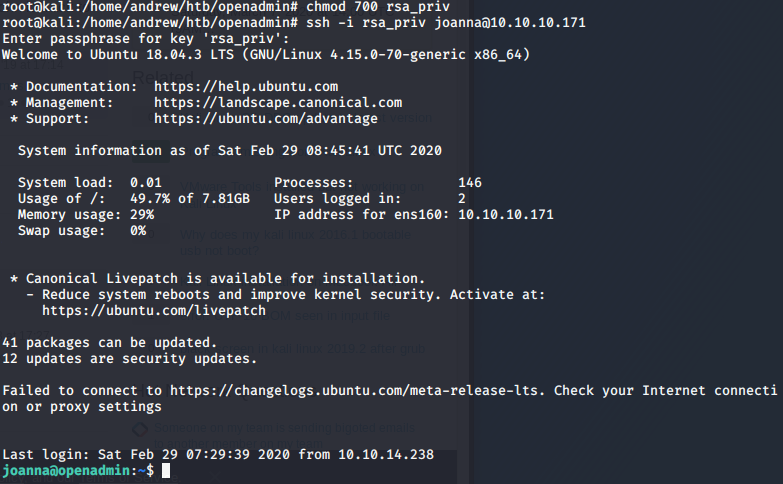 root@kali:/home/andrew/htb/openadmin# chmod 700 rsa_priv
root@kali:/home/andrew/htb/openadmin# ssh -i rsa_priv joanna@10.10.10.171
Enter passphrase for key 'rsa_priv':
Welcome to Ubuntu 18.04.3 LTS (GNU/Linux 4.15.0-70-generic x86_64)
* Documentation:  https://help.ubuntu.com
* Management:     https://landscape.canonical.com
* Support:        https://ubuntu.com/advantage
System information as of Sat Feb 29 08:45:41 UTC 2020
System load:  0.01              Processes:             146
Usage of /:   49.7% of 7.81GB   Users logged in:       2
Memory usage: 29%               IP address for ens160: 10.10.10.171
Swap usage:   0%
* Canonical Livepatch is available for installation.
- Reduce system reboots and improve kernel security. Activate at:
https://ubuntu.com/livepatch
41 packages can be updated.
12 updates are security updates.
Failed to connect to https://changelogs.ubuntu.com/meta-release-lts. Check your Internet connecti
on or proxy settings
Last login: Sat Feb 29 07:29:39 2020 from 10.10.14.238
joanna@openadmin:~$